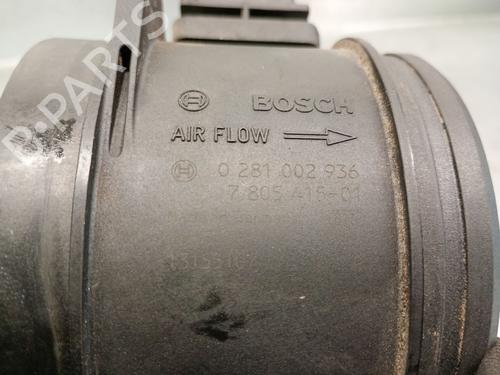 BOSCH
AIR FLOW
0 281 002 936
7 805 415-01
B-PARTS